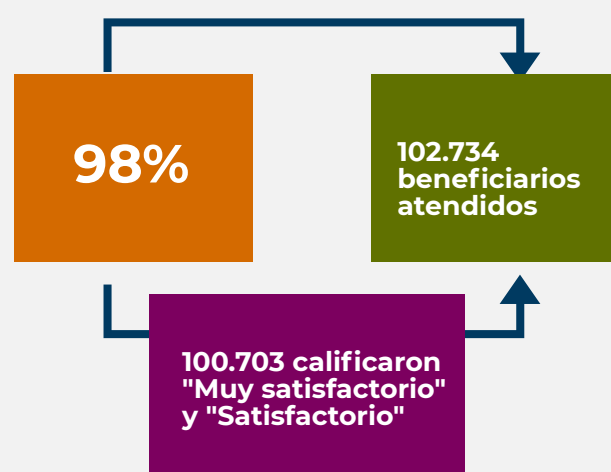 98%
102.734
beneficiarios
atendidos
100.703 calificaron
"Muy satisfactorio"
y "Satisfactorio"